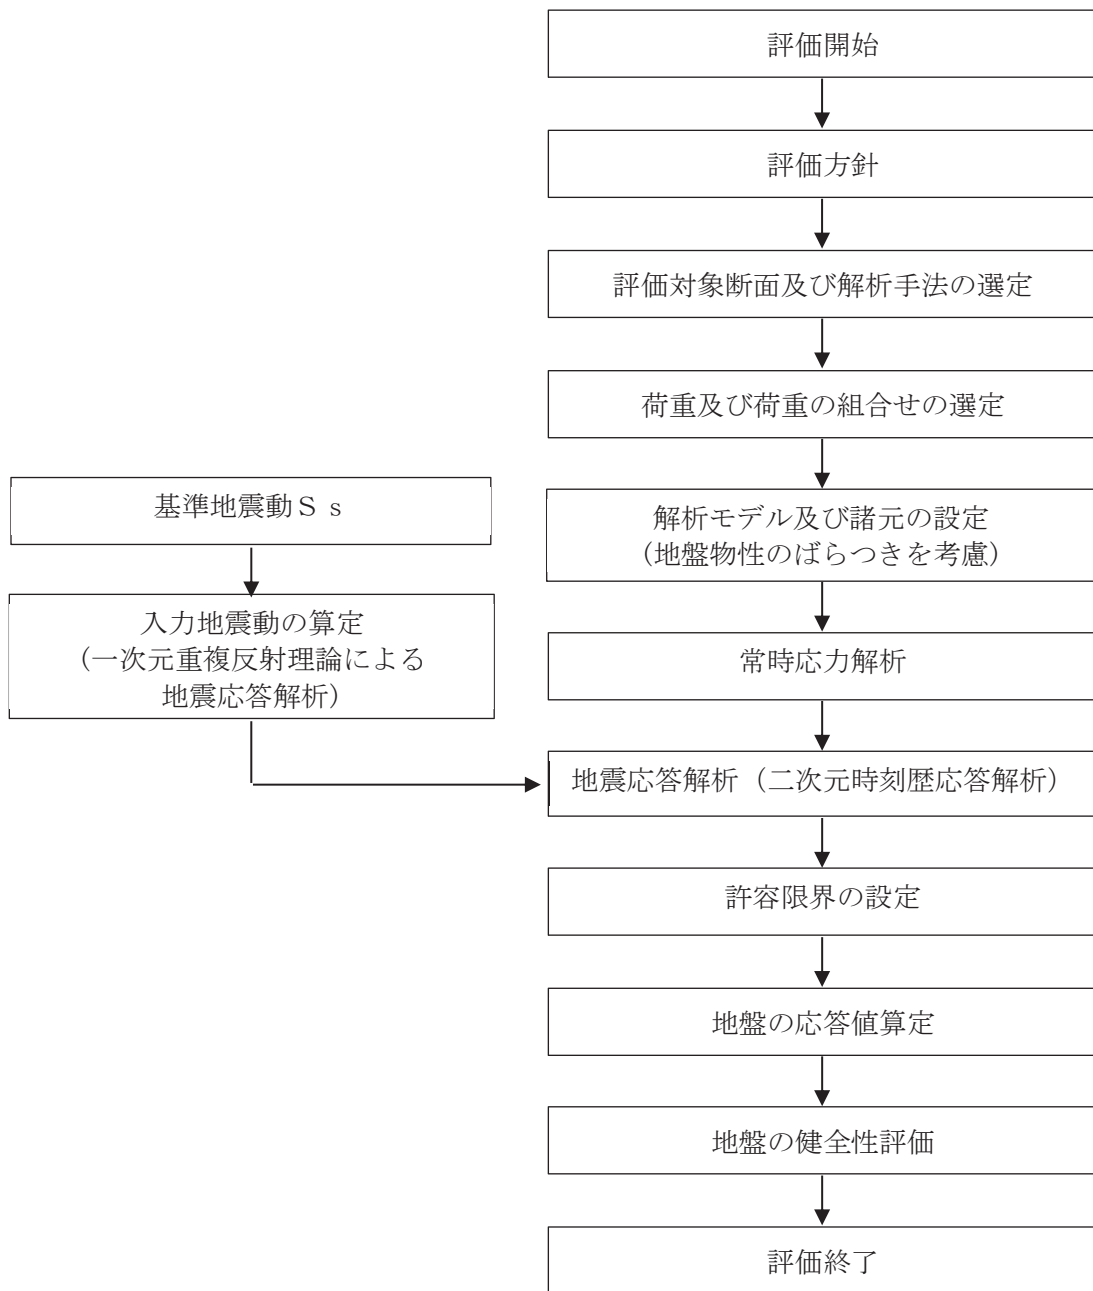 評価開始
評価方針
評価対象断面及び解析手法の選定
荷重及び荷重の組合せの選定
基準地震動Ｓｓ
解析モデル及び諸元の設定
（地盤物性のばらつきを考慮）
入力地震動の算定
（一次元重複反射理論による
地震応答解析）
常時応力解析
地震応答解析（二次元時刻歴応答解析）
許容限界の設定
地盤の応答値算定
地盤の健全性評価
評価終了